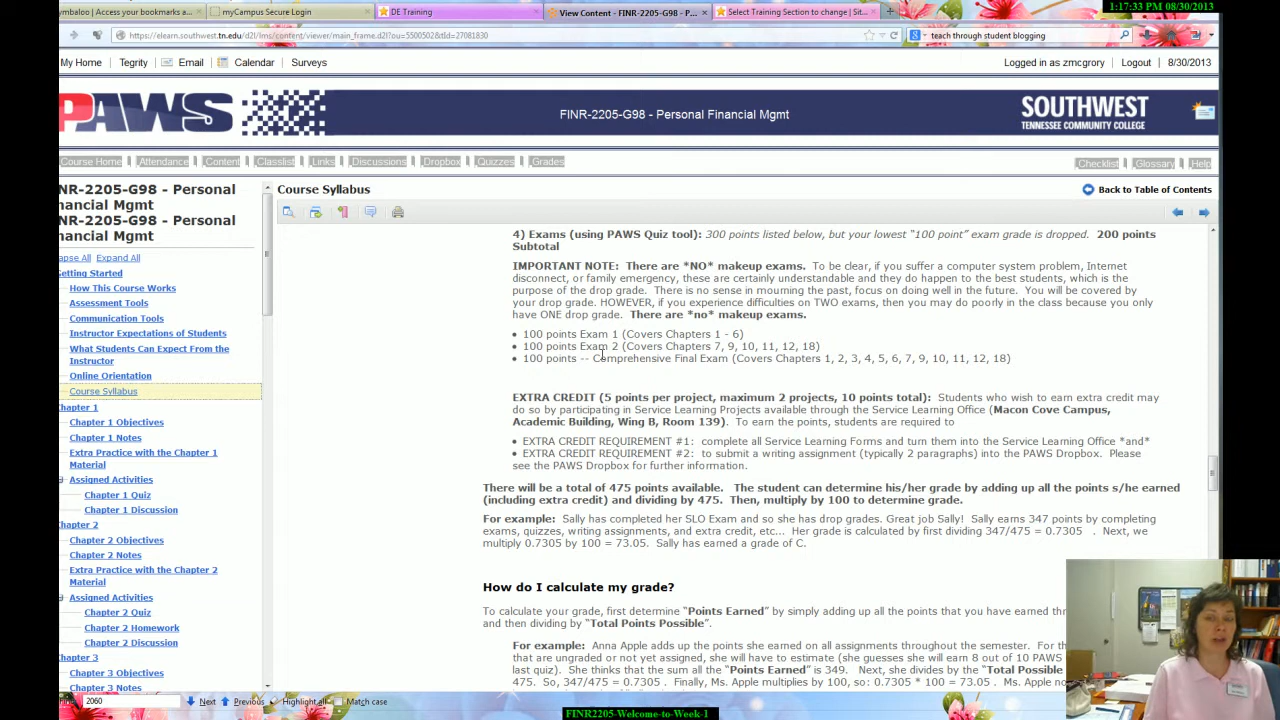 1:17:33 PM 08/30/2013
ymbaloo | Access your bookmarks a...
myCampus Secure Login
DE Training
View Content - FINR-2205-G98 - P...
Select Training Section to change | Sit...
https://elearn.southwest.tn.edu/d2l/lms/content/viewer/main_frame.d2l?ou=5500502&tId=27081830
teach through student blogging
My Home Tegrity Email Calendar Surveys
Logged in as zmcgrory Logout 8/30/2013
PAWS
FINR-2205-G98 - Personal Financial Mgmt
SOUTHWEST
TENNESSEE COMMUNITY COLLEGE
Course Home Attendance Content Classlist Links Discussions Dropbox Quizzes Grades
Checklist Glossary Help
INR-2205-G98 - Personal
nancial Mgmt
NR-2205-G98 - Personal
nancial Mgmt
apse All Expand All
Getting Started
How This Course Works
Assessment Tools
Communication Tools
Instructor Expectations of Students
What Students Can Expect From the
Instructor
Online Orientation
Course Syllabus
Chapter 1
Chapter 1 Objectives
Chapter 1 Notes
Extra Practice with the Chapter 1
Material
Assigned Activities
Chapter 1 Quiz
Chapter 1 Discussion
Chapter 2
Chapter 2 Objectives
Chapter 2 Notes
Extra Practice with the Chapter 2
Material
Assigned Activities
Chapter 2 Quiz
Chapter 2 Homework
Chapter 2 Discussion
Chapter 3
Chapter 3 Objectives
Chapter 3 Notes
Course Syllabus
Back to Table of Contents
4) Exams (using PAWS Quiz tool): 300 points listed below, but your lowest "100 point" exam grade is dropped. 200 points
Subtotal
IMPORTANT NOTE: There are *NO* makeup exams. To be clear, if you suffer a computer system problem, Internet
disconnect, or family emergency, these are certainly understandable and they do happen to the best students, which is the
purpose of the drop grade. There is no sense in mourning the past, focus on doing well in the future. You will be covered by
your drop grade. HOWEVER, if you experience difficulties on TWO exams, then you may do poorly in the class because you only
have ONE drop grade. There are *no* makeup exams.
• 100 points Exam 1 (Covers Chapters 1 - 6)
• 100 points Exam 2 (Covers Chapters 7, 9, 10, 11, 12, 18)
• 100 points -- Comprehensive Final Exam (Covers Chapters 1, 2, 3, 4, 5, 6, 7, 9, 10, 11, 12, 18)
EXTRA CREDIT (5 points per project, maximum 2 projects, 10 points total): Students who wish to earn extra credit may
do so by participating in Service Learning Projects available through the Service Learning Office (Macon Cove Campus,
Academic Building, Wing B, Room 139). To earn the points, students are required to
• EXTRA CREDIT REQUIREMENT #1: complete all Service Learning Forms and turn them into the Service Learning Office *and*
• EXTRA CREDIT REQUIREMENT #2: to submit a writing assignment (typically 2 paragraphs) into the PAWS Dropbox. Please
see the PAWS Dropbox for further information.
There will be a total of 475 points available. The student can determine his/her grade by adding up all the points s/he earned
(including extra credit) and dividing by 475. Then, multiply by 100 to determine grade.
For example: Sally has completed her SLO Exam and so she has drop grades. Great job Sally! Sally earns 347 points by completing
exams, quizzes, writing assignments, and extra credit, etc... Her grade is calculated by first dividing 347/475 = 0.7305 . Next, we
multiply 0.7305 by 100 = 73.05. Sally has earned a grade of C.
How do I calculate my grade?
To calculate your grade, first determine "Points Earned" by simply adding up all the points that you have earned thr
and then dividing by "Total Points Possible".
For example: Anna Apple adds up the points she earned on all assignments throughout the semester. For th
that are ungraded or not yet assigned, she will have to estimate (she guesses she will earn 8 out of 10 PAWS
last quiz). She thinks that the sum all the "Points Earned" is 349. Next, she divides by the "Total Possible
475. So, 347/475 = 0.7305 . Finally, Ms. Apple multiplies by 100, so : 0.7305 * 100 = 73.05 . Ms. Apple has
2060 Next Previous Highlight all Match case
FINR2205-Welcome-to-Week-1